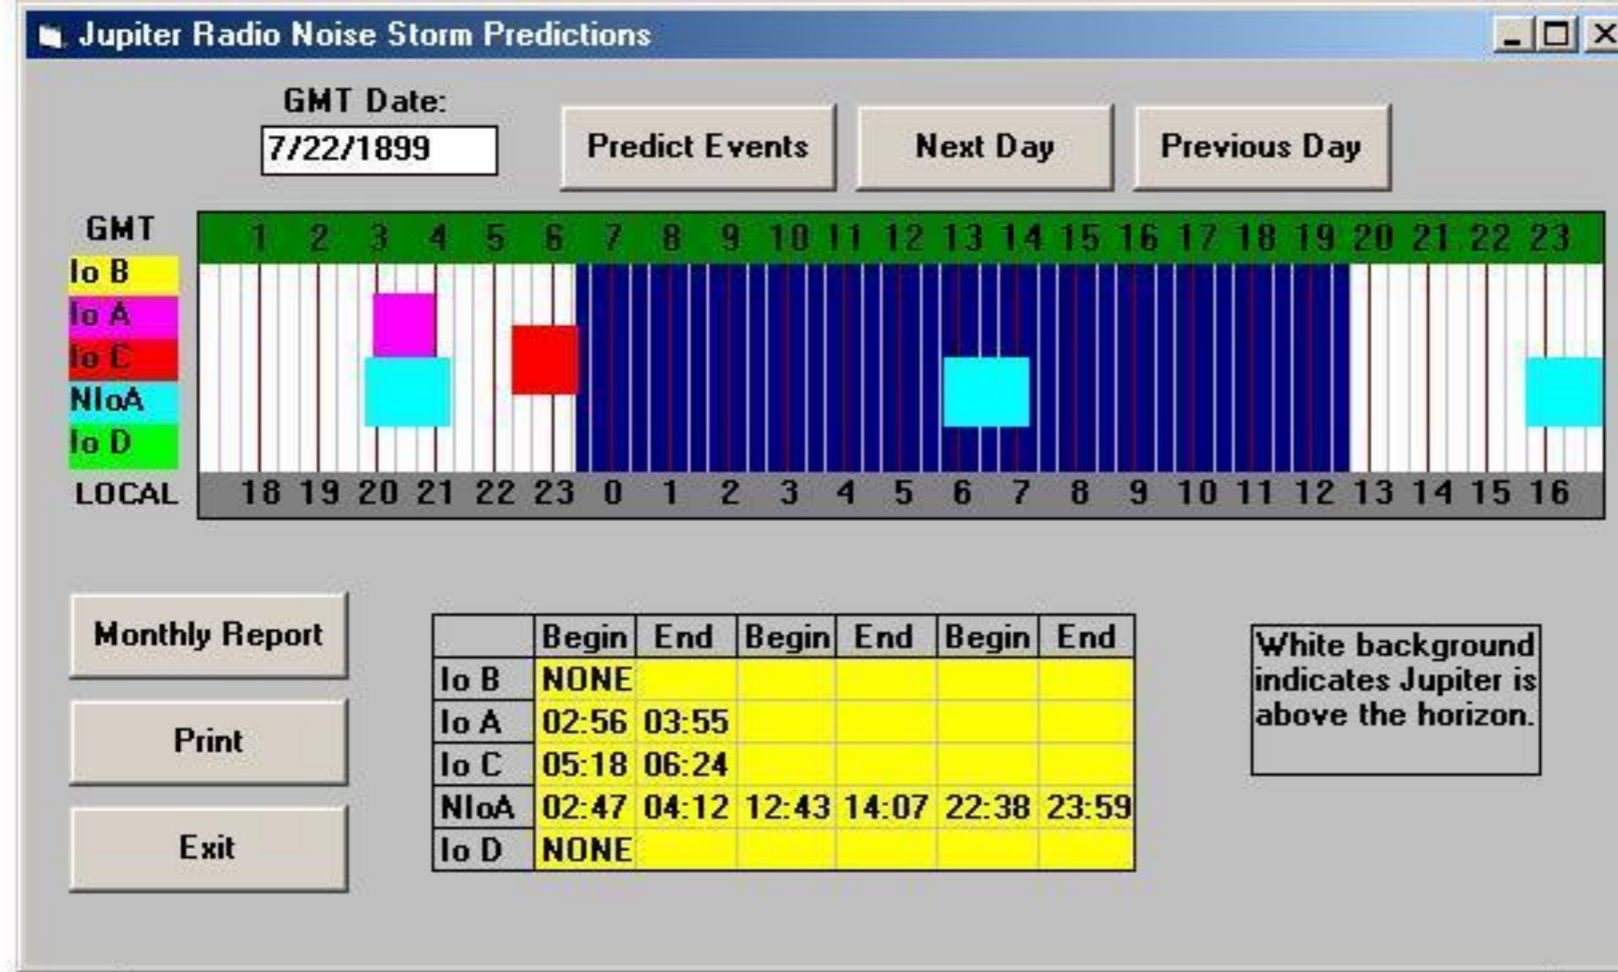 Jupiter Radio Noise Storm Predictions
GMT Date:
7/22/1899
Predict Events
Next Day
Previous Day
GMT 1 2 3 4 5 6 7 8 9 10 11 12 13 14 15 16 17 18 19 20 21 22 23
Io B
Io A
Io C
NIoA
Io D
LOCAL 18 19 20 21 22 23 0 1 2 3 4 5 6 7 8 9 10 11 12 13 14 15 16
Monthly Report
Print
Exit
Begin End Begin End Begin End
Io B NONE
Io A 02:56 03:55
Io C 05:18 06:24
NIoA 02:47 04:12 12:43 14:07 22:38 23:59
Io D NONE
White background
indicates Jupiter is
above the horizon.